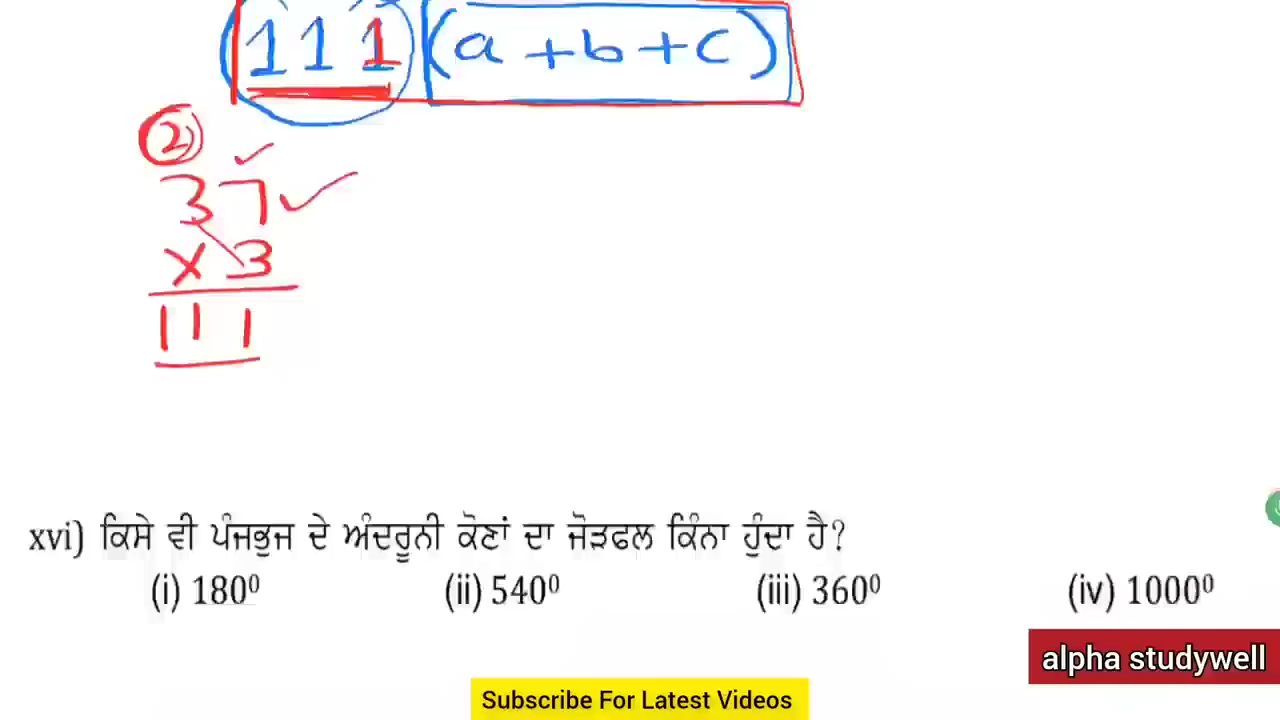 111 (a+b+c)
2
37
×3
111
xvi) ਕਿਸੇ ਵੀ ਪੰਜਭੁਜ ਦੇ ਅੰਦਰੂਨੀ ਕੋਣਾਂ ਦਾ ਜੋੜਫਲ ਕਿੰਨਾ ਹੁੰਦਾ ਹੈ?
(i) 180⁰ (ii) 540⁰ (iii) 360⁰ (iv) 1000⁰
alpha studywell
Subscribe For Latest Videos